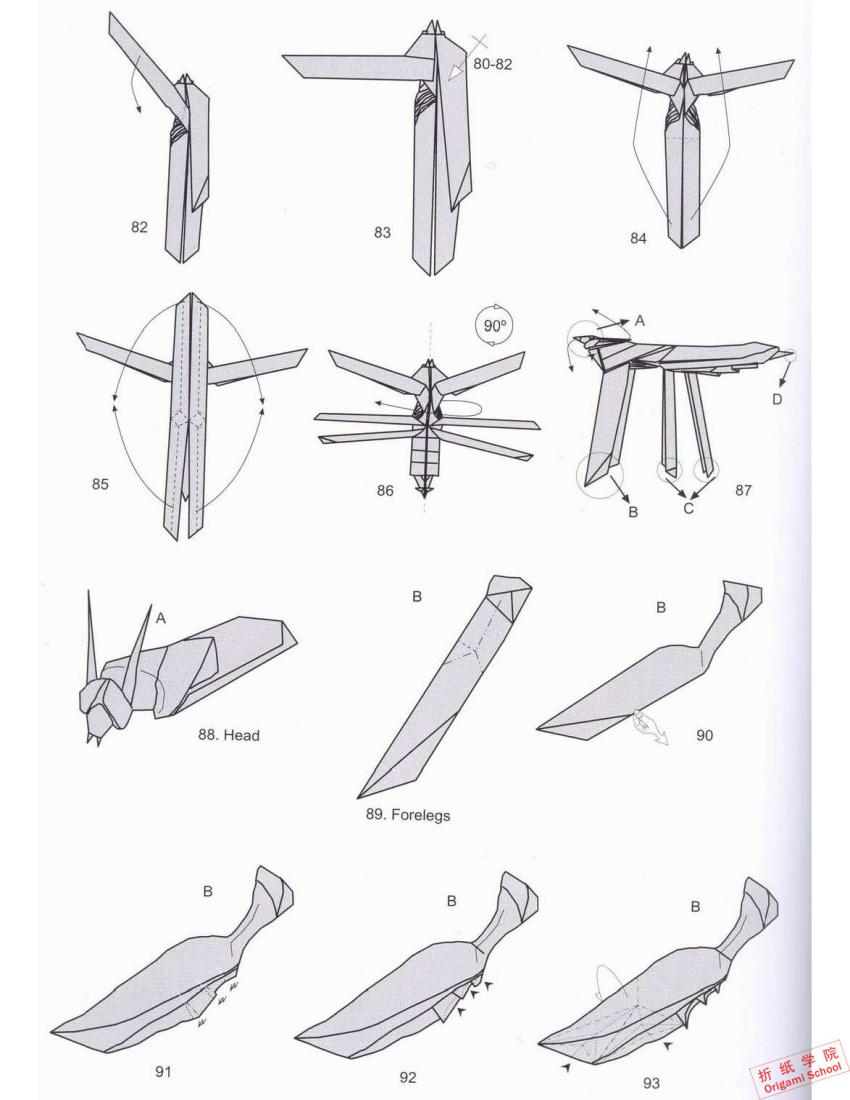 80-82
82
83
84
85
90º
86
A
B
C
D
87
A
88. Head
B
89. Forelegs
B
90
B
91
B
92
B
93
折纸学院
Origami School